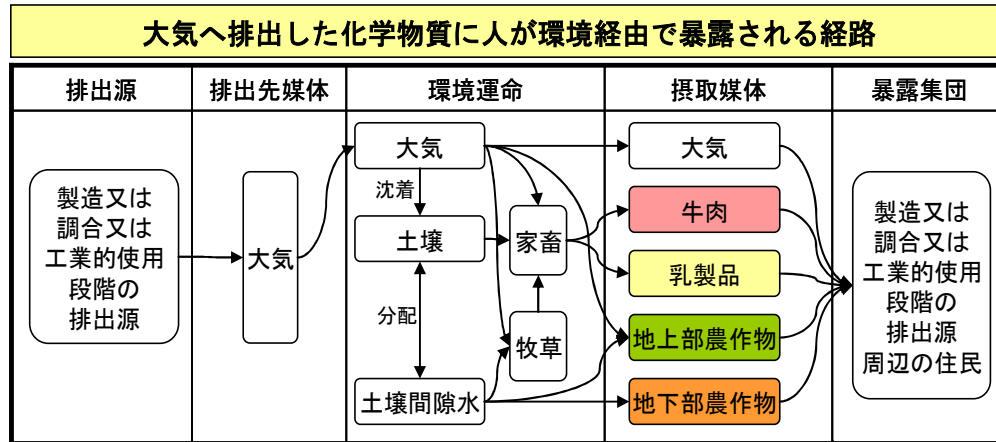 大気へ排出した化学物質に人が環境経由で暴露される経路
排出源
排出先媒体
環境運命
摂取媒体
暴露集団
製造又は
調合又は
工業的使用
段階の
排出源
大気
大気
沈着
土壌
分配
土壌間隙水
家畜
牧草
大気
牛肉
乳製品
地上部農作物
地下部農作物
製造又は
調合又は
工業的使用
段階の
排出源
周辺の住民